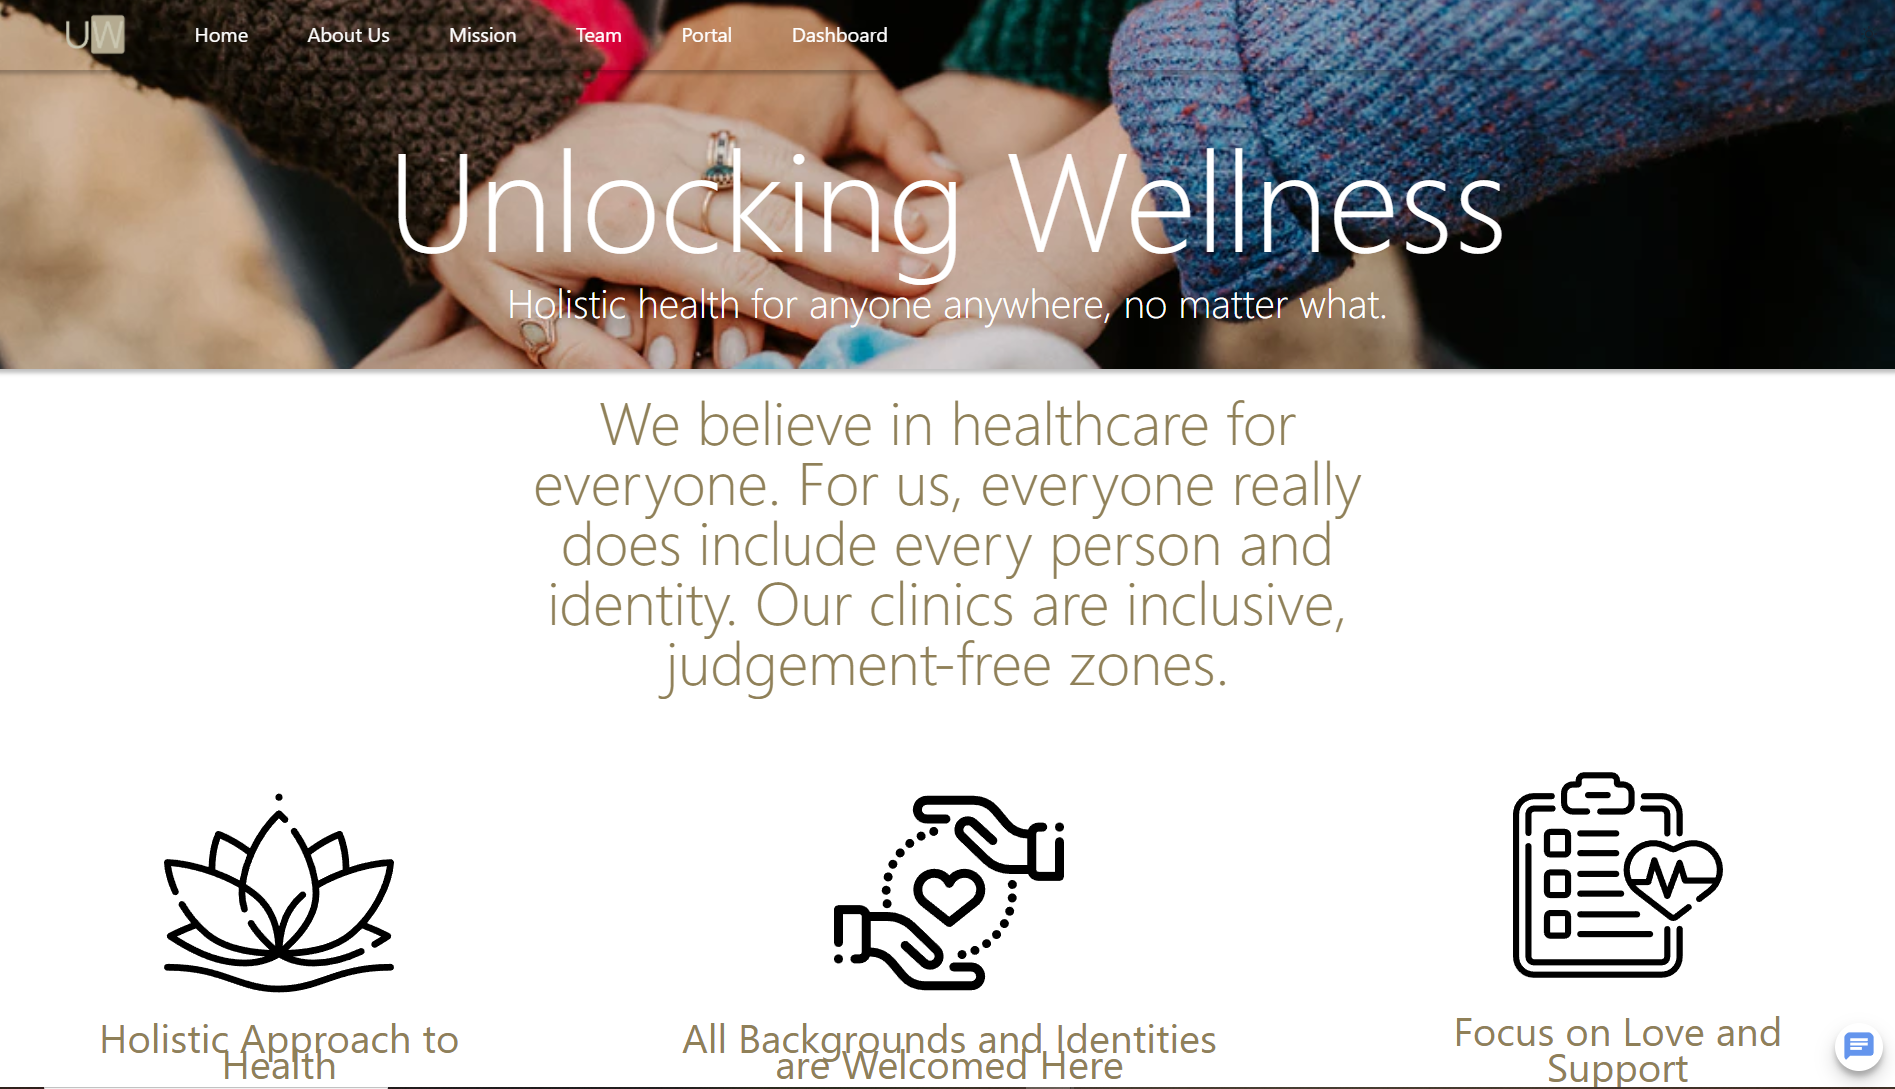 UW Home About Us Mission Team Portal Dashboard
Unlocking Wellness
Holistic health for anyone anywhere, no matter what.
We believe in healthcare for
everyone. For us, everyone really
does include every person and
identity. Our clinics are inclusive,
judgement-free zones.
Holistic Approach to
Health
All Backgrounds and Identities
are Welcomed Here
Focus on Love and
Support